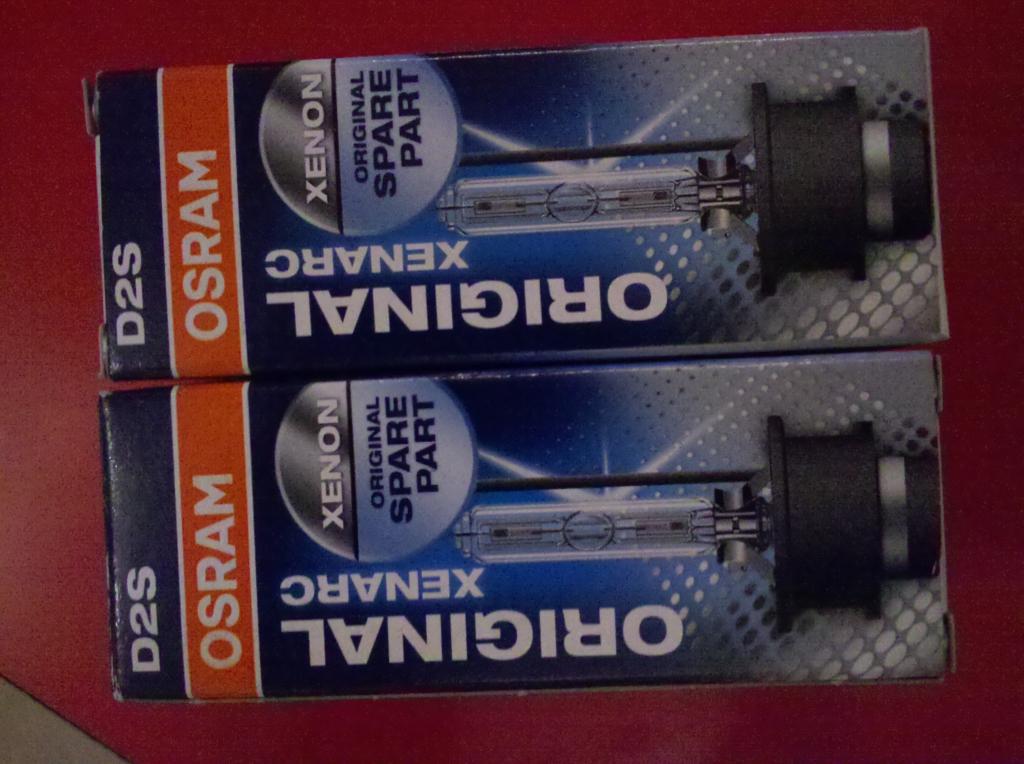 D2S
OSRAM
XENON
ORIGINAL
SPARE
PART
XENARC
ORIGINAL
D2S
OSRAM
XENON
ORIGINAL
SPARE
PART
XENARC
ORIGINAL